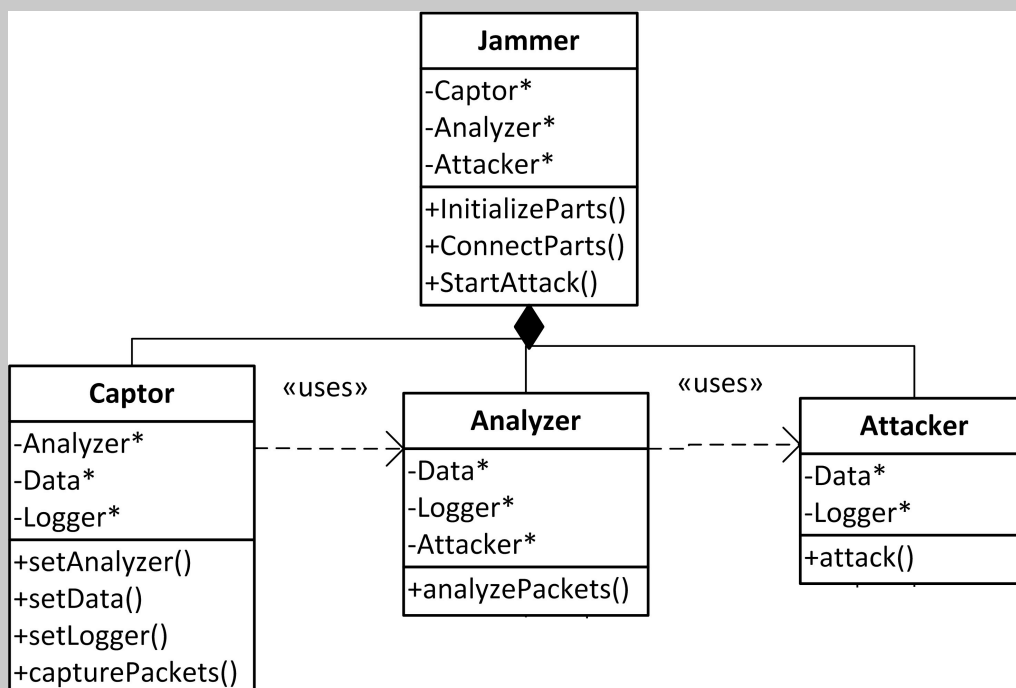 Jammer
-Captor*
-Analyzer*
-Attacker*
+InitializeParts()
+ConnectParts()
+StartAttack()
Captor
-Analyzer*
-Data*
-Logger*
+setAnalyzer()
+setData()
+setLogger()
+capturePackets()
«uses»
Analyzer
-Data*
-Logger*
-Attacker*
+analyzePackets()
«uses»
Attacker
-Data*
-Logger*
+attack()